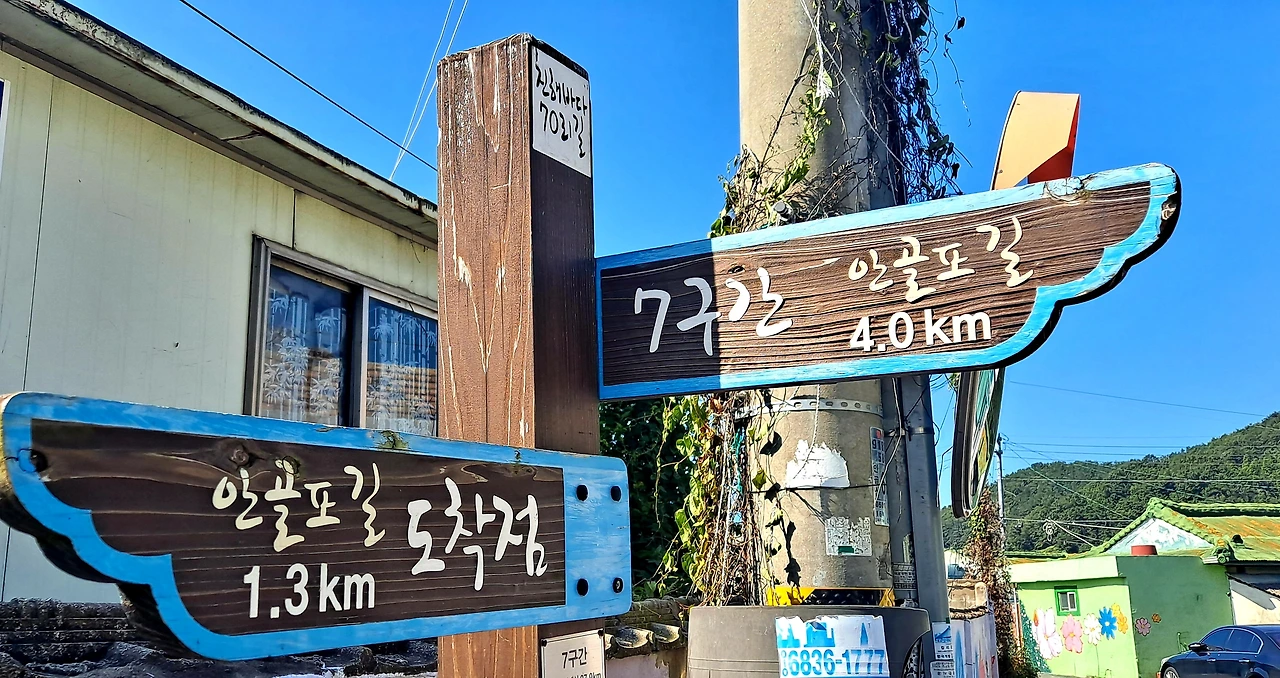 진해바다
70리길
7구간
안골포 길
4.0 km
안골포 길
도착점
1.3 km
7구간
6836-1777